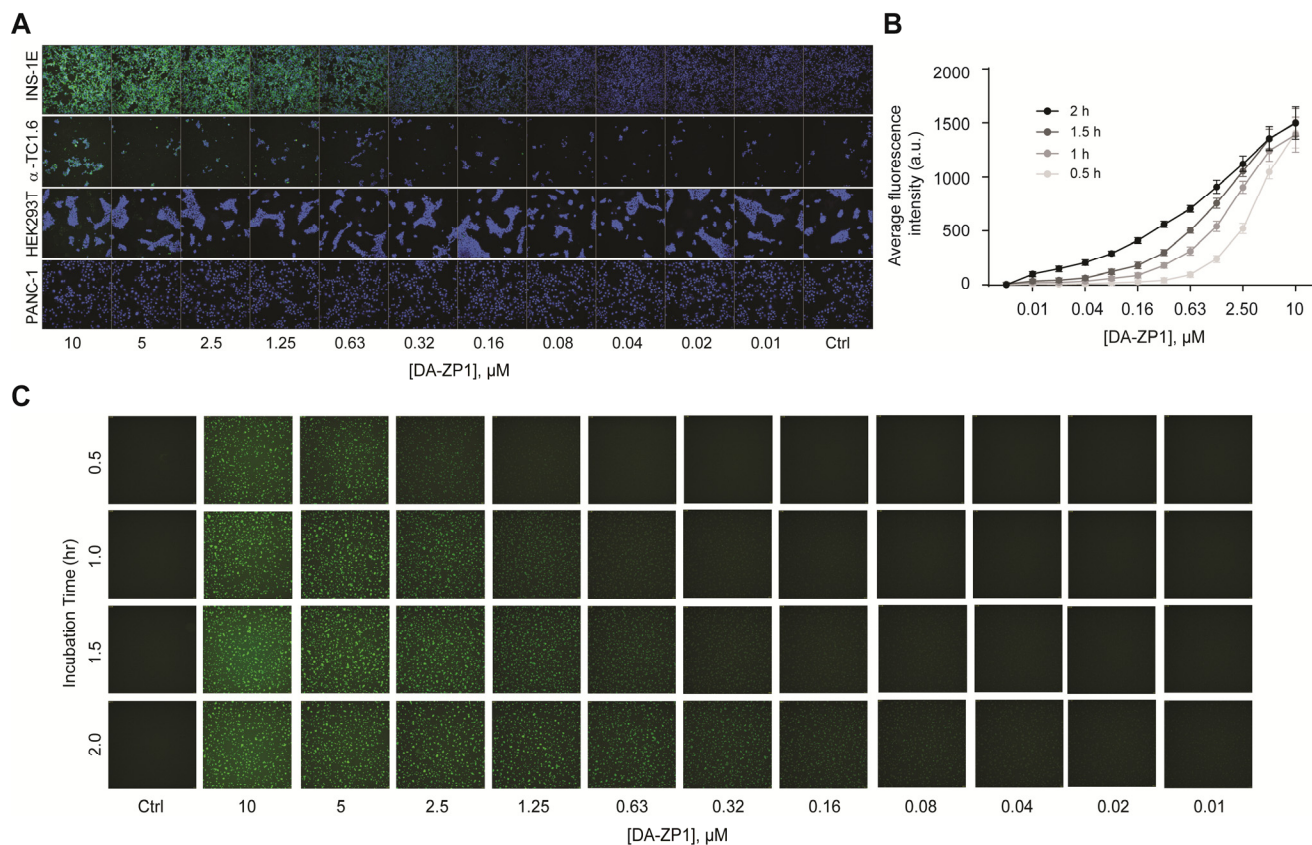 A
INS-1E
α -TC1.6
HEK293T
PANC-1
10 5 2.5 1.25 0.63 0.32 0.16 0.08 0.04 0.02 0.01 Ctrl
[DA-ZP1], µM
B
Average fluorescence
intensity (a.u.)
2000
1500
1000
500
0
2 h
1.5 h
1 h
0.5 h
0.01 0.04 0.16 0.63 2.50 10
[DA-ZP1], µM
C
Incubation Time (hr)
0.5
1.0
1.5
2.0
Ctrl 10 5 2.5 1.25 0.63 0.32 0.16 0.08 0.04 0.02 0.01
[DA-ZP1], µM